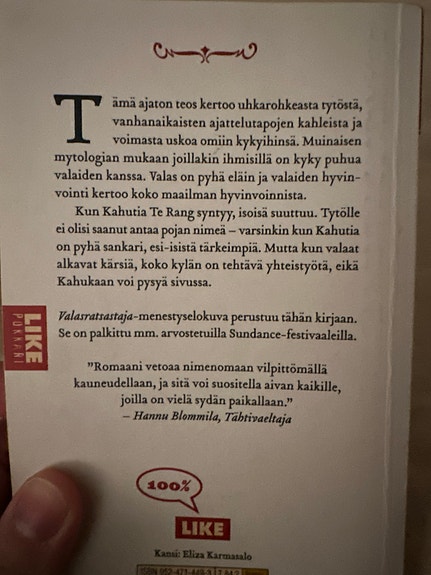 Tämä ajaton teos kertoo uhkarohkeasta tytöstä,
vanhanaikaisten ajattelutapojen kahleista ja
voimasta uskoa omiin kykyihinsä. Muinaisen
mytologian mukaan joillakin ihmisillä on kyky puhua
valaiden kanssa. Valas on pyhä eläin ja valaiden hyvin-
vointi kertoo koko maailman hyvinvoinnista.
Kun Kahutia Te Rang syntyy, isoisä suuttuu. Tytölle
ei olisi saanut antaa pojan nimeä – varsinkin kun Kahutia
on pyhä sankari, esi-isistä tärkeimpiä. Mutta kun valaat
alkavat kärsiä, koko kylän on tehtävä yhteistyötä, eikä
Kahukaan voi pysyä sivussa.
Valasratsastaja-menestyselokuva perustuu tähän kirjaan.
Se on palkittu mm. arvostetuilla Sundance-festivaaleilla.
LIKE
POKKARI
”Romaani vetoaa nimenomaan vilpittömällä
kauneudellaan, ja sitä voi suositella aivan kaikille,
joilla on vielä sydän paikallaan.”
– Hannu Blommila, Tähtivaeltaja
100%
LIKE
Kansi: Eliza Karmasalo